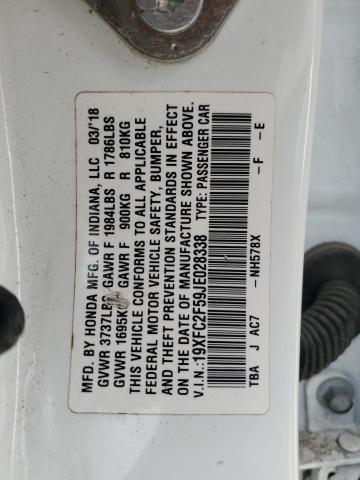 MFD. BY HONDA MFG. OF INDIANA, LLC 03/'18
GVWR 3737LBS GAWR F 1984LBS R 1786LBS
GVWR 1695KG GAWR F 900KG R 810KG
THIS VEHICLE CONFORMS TO ALL APPLICABLE
FEDERAL MOTOR VEHICLE SAFETY, BUMPER,
AND THEFT PREVENTION STANDARDS IN EFFECT
ON THE DATE OF MANUFACTURE SHOWN ABOVE.
V.I.N.:19XFC2F59JE028338 TYPE: PASSENGER CAR
TBA J AC7 -NH578X -F -E